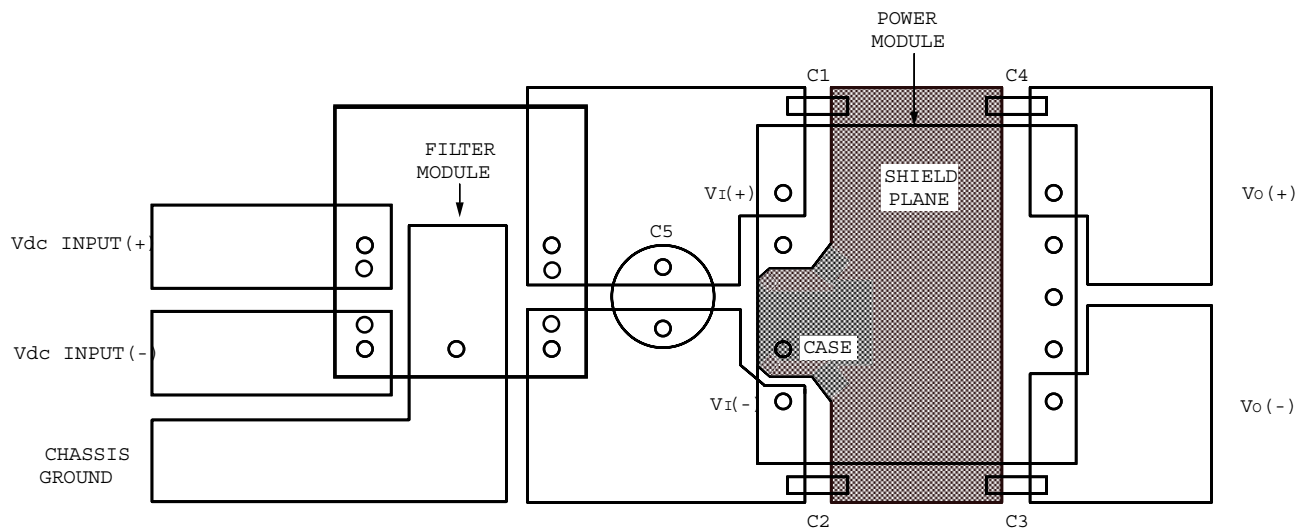 POWER
MODULE
C1
C4
FILTER
MODULE
SHIELD
PLANE
VI(+)
VO(+)
C5
Vdc INPUT(+)
CASE
Vdc INPUT(-)
VI(-)
VO(-)
CHASSIS
GROUND
C2
C3